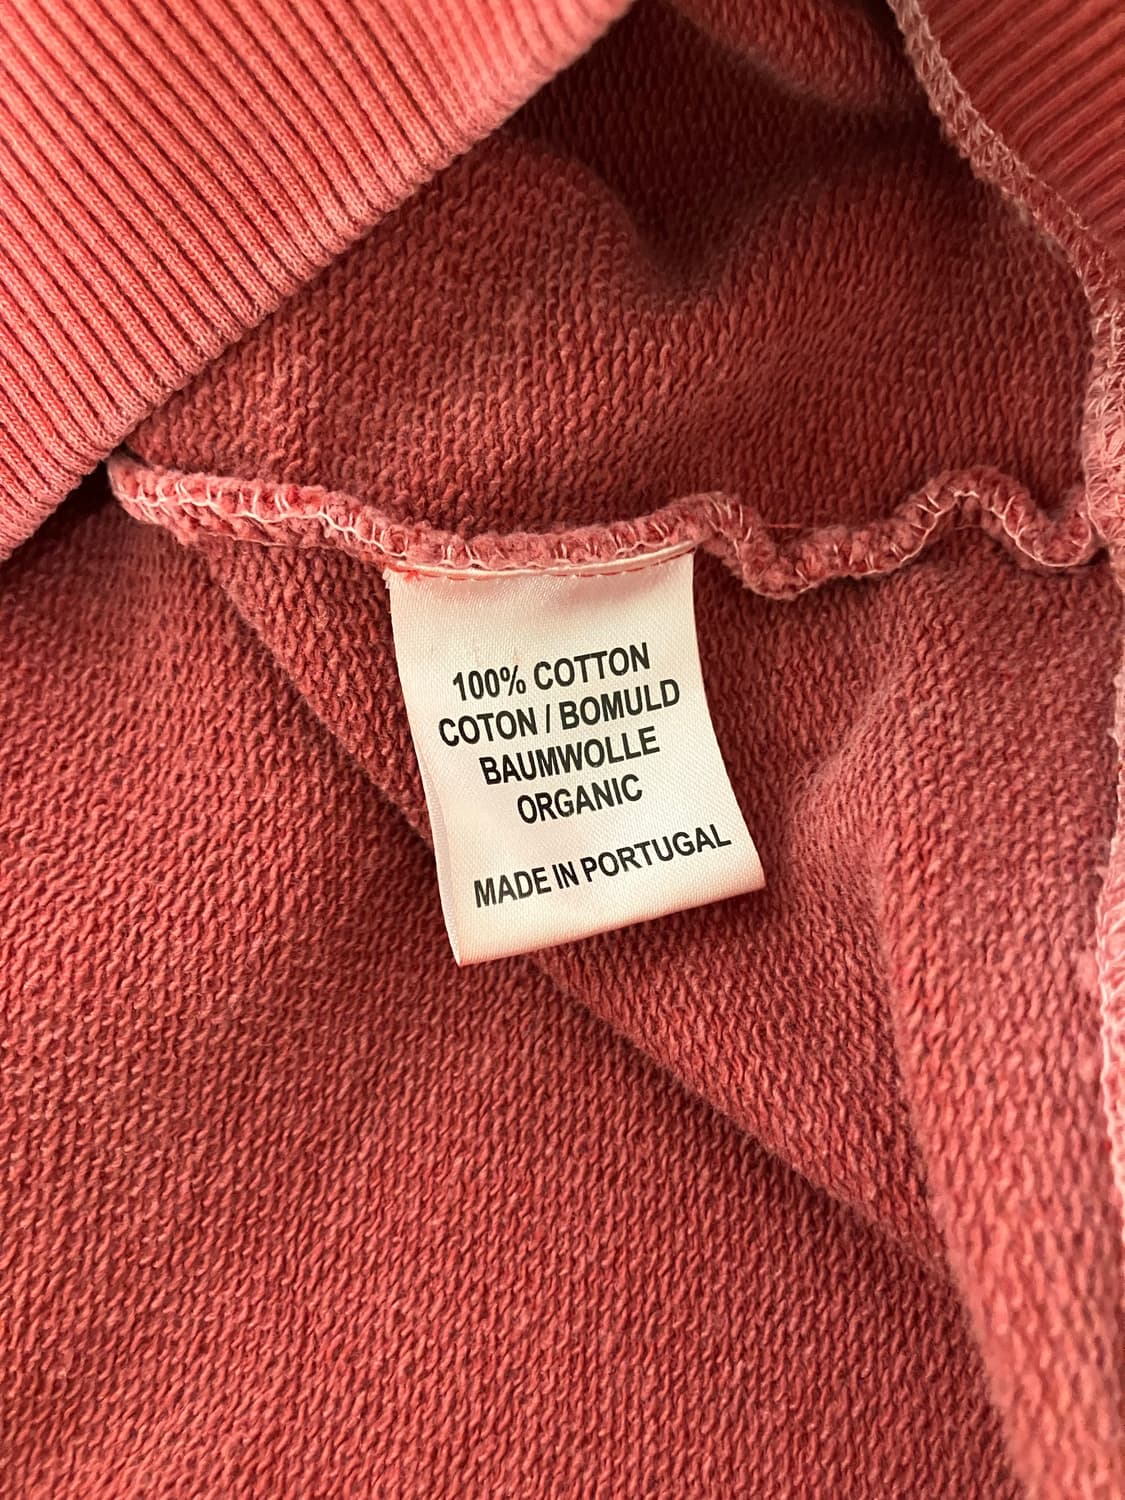 100% COTTON
COTON / BOMULD
BAUMWOLLE
ORGANIC
MADE IN PORTUGAL